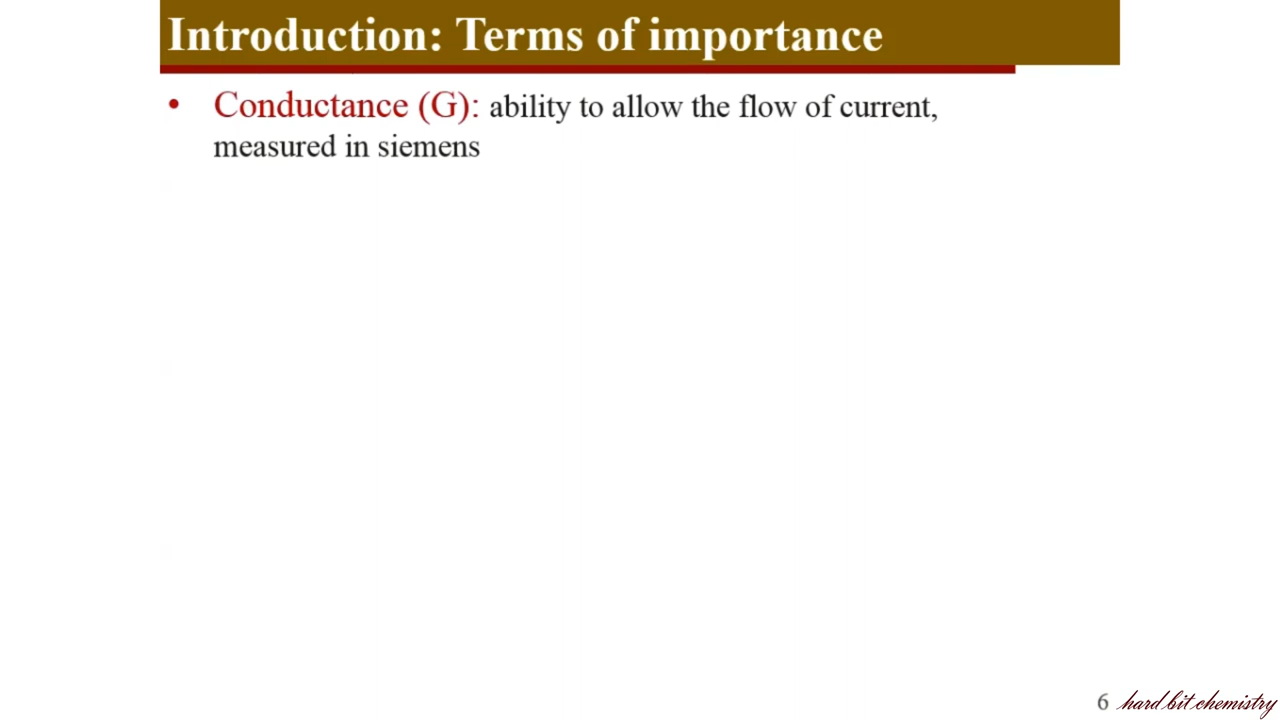 Introduction: Terms of importance
• Conductance (G): ability to allow the flow of current,
measured in siemens
6 hard bit chemistry